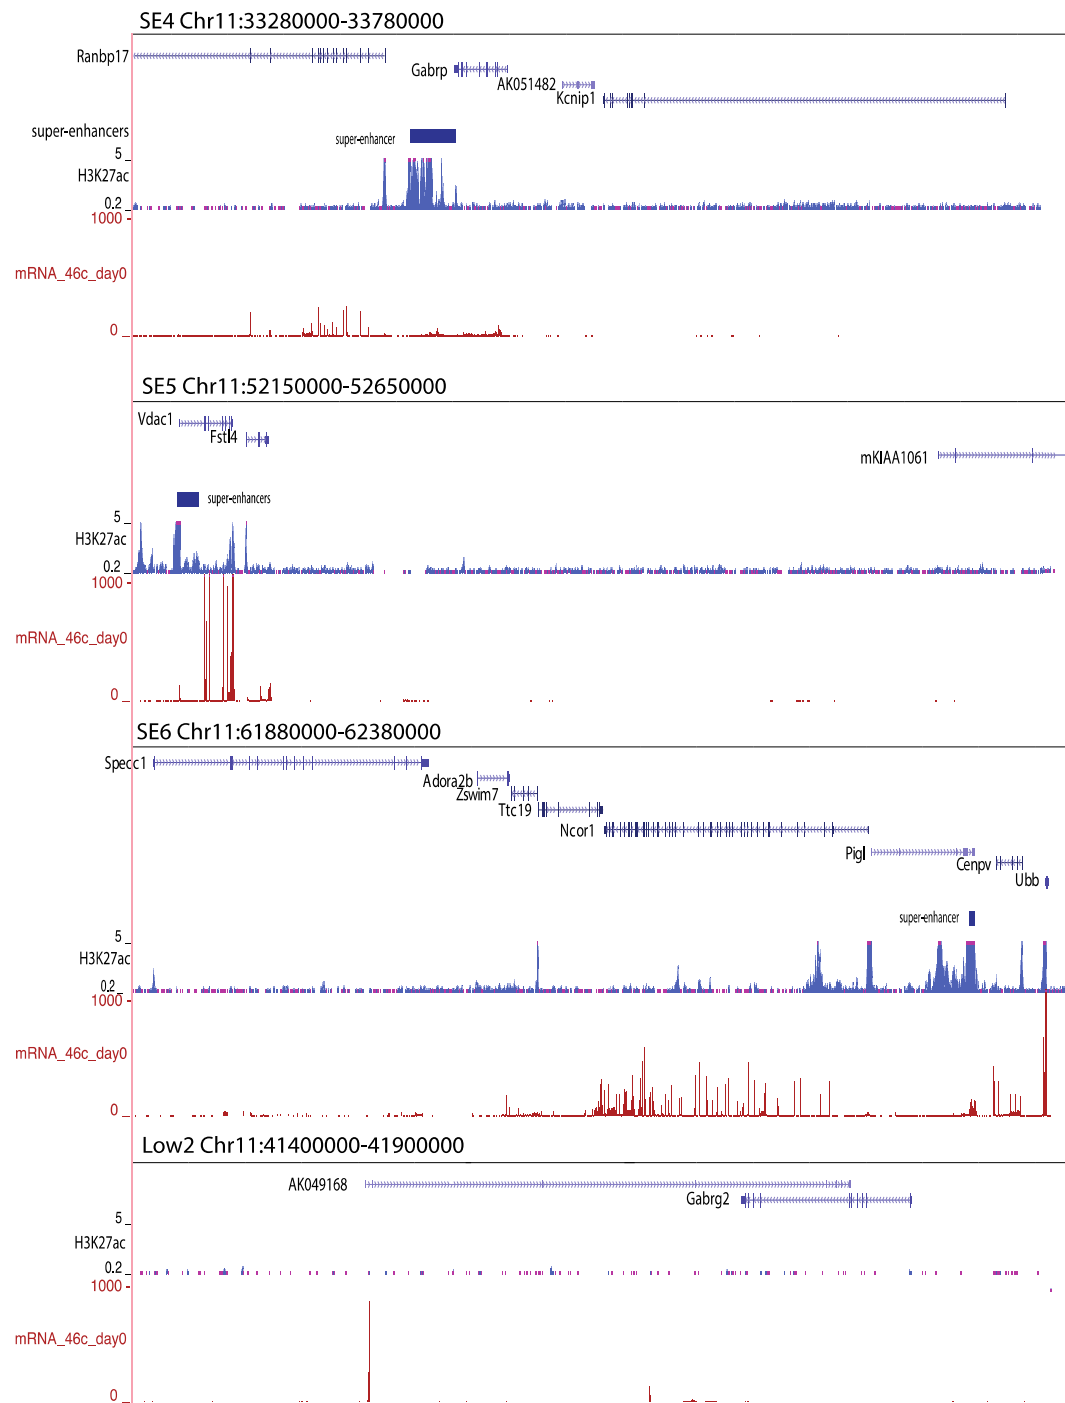 SE4 Chr11:33280000-33780000
Ranbp17
Gabrp
AK051482
Kcnip1
super-enhancers
super-enhancer
5
H3K27ac
0.2
1000
mRNA_46c_day0
0
SE5 Chr11:52150000-52650000
Vdac1
Fstl4
mKIAA1061
super-enhancers
5
H3K27ac
0.2
1000
mRNA_46c_day0
0
SE6 Chr11:61880000-62380000
Specc1
Adora2b
Zswim7
Ttc19
Ncor1
Pigl
Cenpv
Ubb
super-enhancer
5
H3K27ac
0.2
1000
mRNA_46c_day0
0
Low2 Chr11:41400000-41900000
AK049168
Gabrg2
5
H3K27ac
0.2
1000
mRNA_46c_day0
0